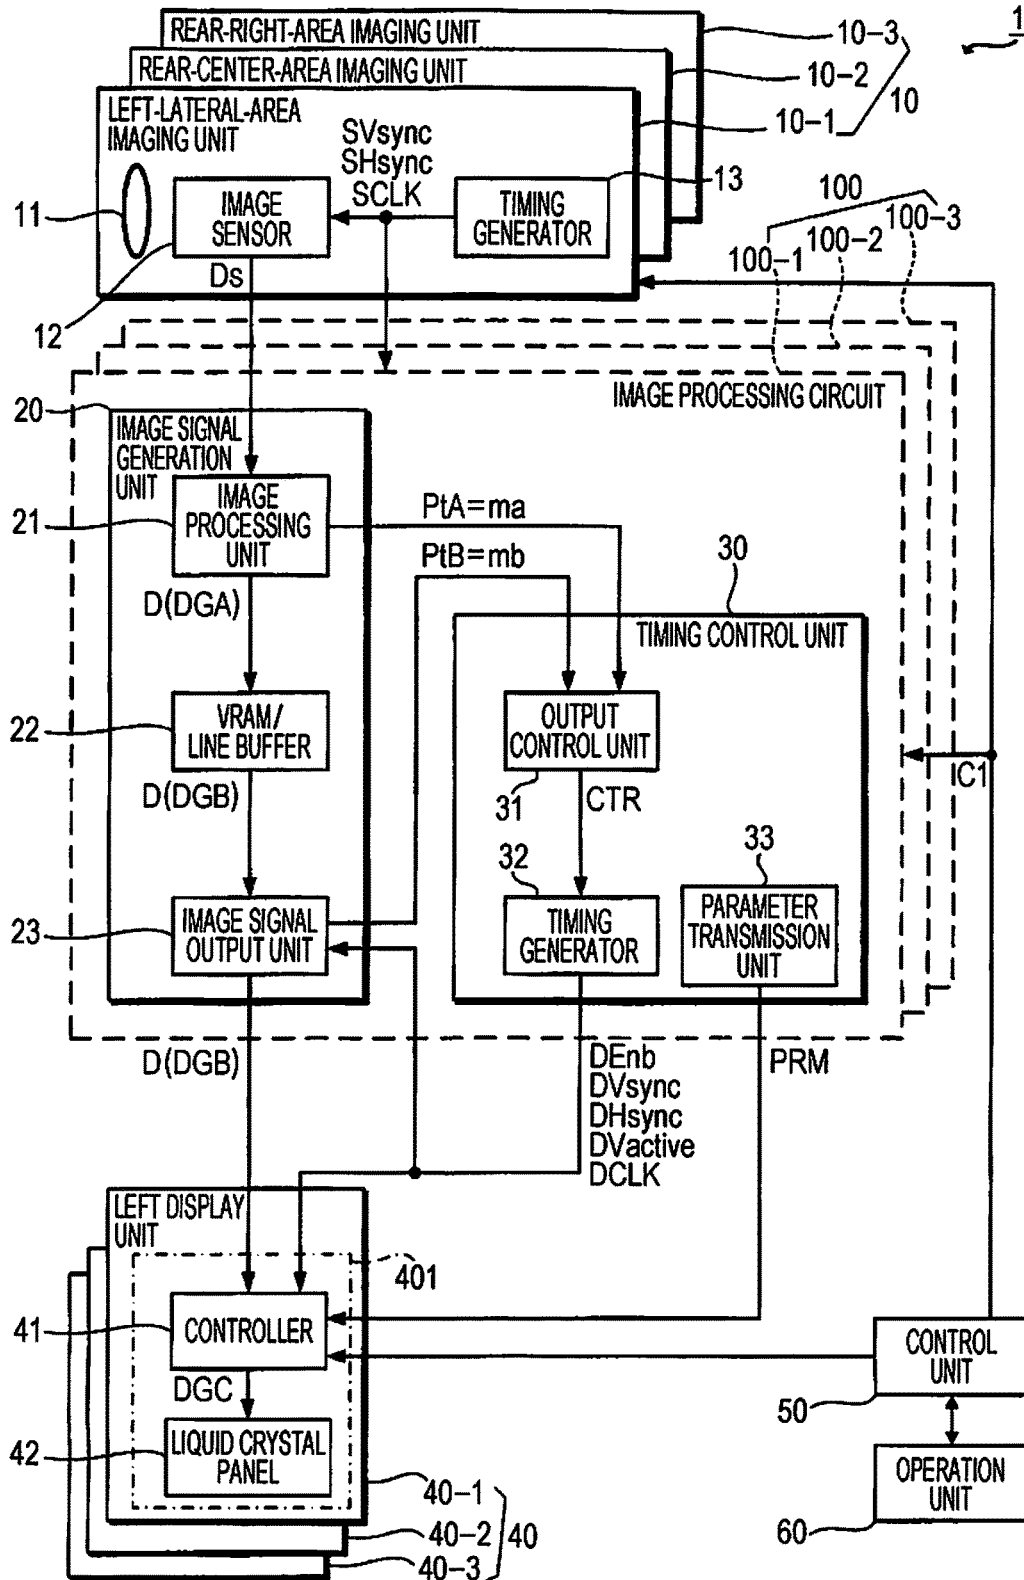 REAR-RIGHT-AREA IMAGING UNIT
10-3
1
REAR-CENTER-AREA IMAGING UNIT
10-2
10
LEFT-LATERAL-AREA
IMAGING UNIT
10-1
SVsync
SHsync
SCLK
13
11
IMAGE
SENSOR
TIMING
GENERATOR
100
100-3
100-2
100-1
Ds
12
IMAGE PROCESSING CIRCUIT
20
IMAGE SIGNAL
GENERATION
UNIT
21
IMAGE
PROCESSING
UNIT
PtA=ma
PtB=mb
30
D(DGA)
TIMING CONTROL UNIT
22
VRAM/
LINE BUFFER
OUTPUT
CONTROL UNIT
IC1
D(DGB)
31
CTR
32
33
23
IMAGE SIGNAL
OUTPUT UNIT
TIMING
GENERATOR
PARAMETER
TRANSMISSION
UNIT
D(DGB)
DEnb
DVsync
DHsync
DVactive
DCLK
PRM
LEFT DISPLAY
UNIT
401
41
CONTROLLER
CONTROL
UNIT
DGC
50
42
LIQUID CRYSTAL
PANEL
OPERATION
UNIT
40-1
40-2
40
40-3
60